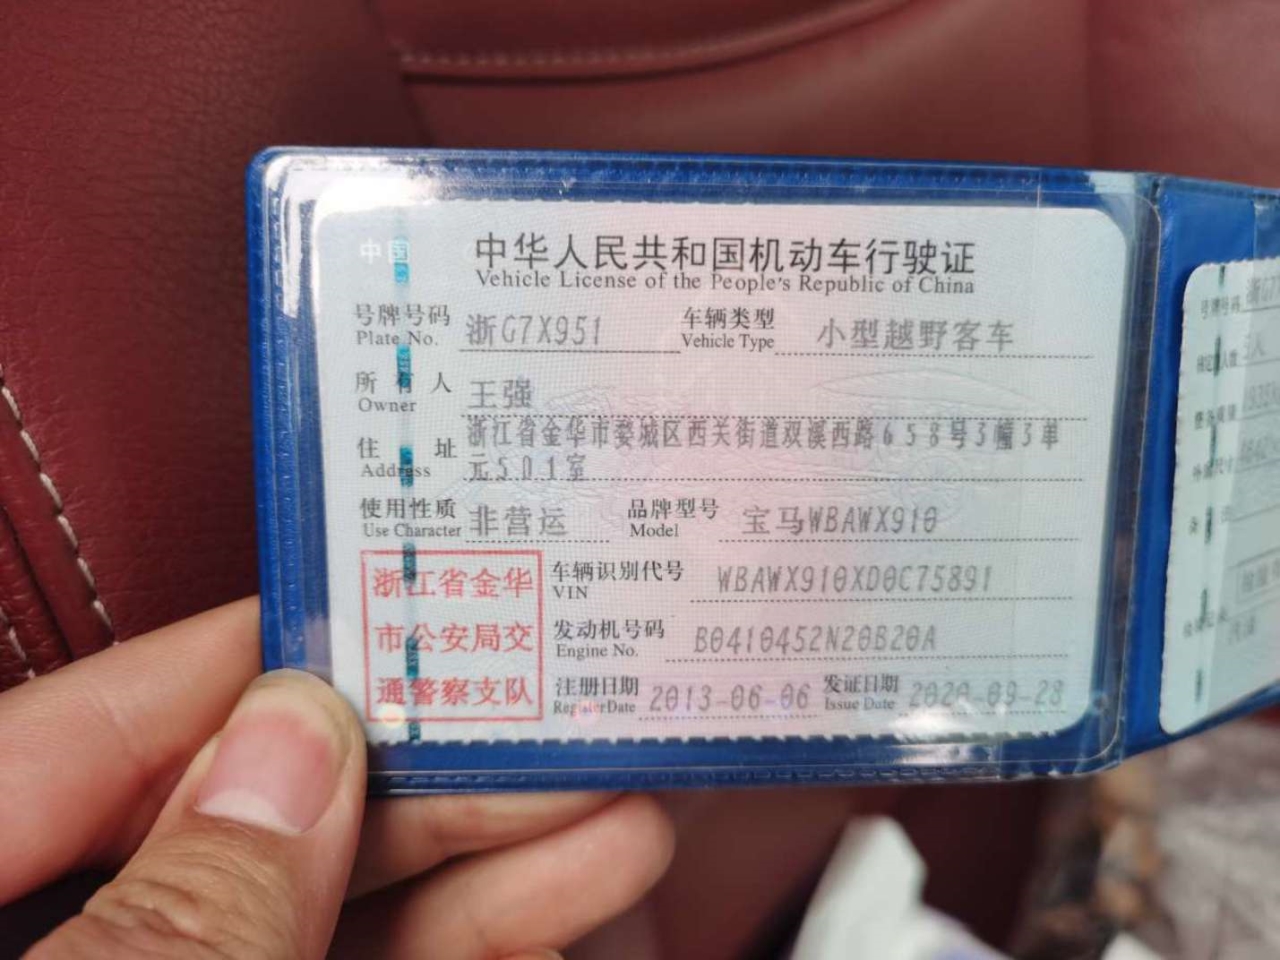 中国
中华人民共和国机动车行驶证
Vehicle License of the People's Republic of China
号牌号码 浙G7X951 车辆类型 小型越野客车
Plate No. Vehicle Type
所有人 王强
Owner
住址 浙江省金华市婺城区西关街道双溪西路658号3幢3单
元501室
Address
使用性质 非营运 品牌型号 宝马WBAWX910
Use Character Model
浙江省金华
市公安局交
通警察支队
车辆识别代号 WBAWX910XD0C75891
VIN
发动机号码 B0410452N20B20A
Engine No.
注册日期 2013-06-06 发证日期 2020-09-28
Register Date Issue Date
号牌号码 浙G7